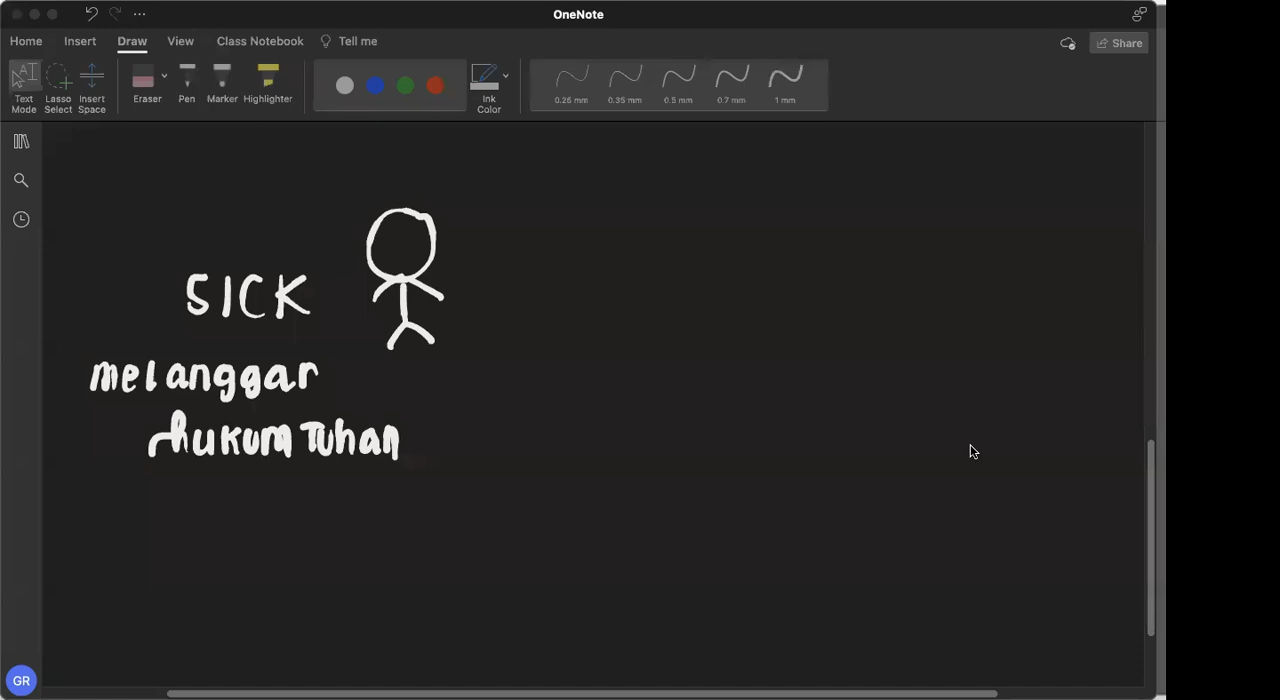 OneNote
Home Insert Draw View Class Notebook Tell me
Share
Text Mode
Lasso Select
Insert Space
Eraser
Pen
Marker
Highlighter
Ink Color
0.25 mm 0.35 mm 0.5 mm 0.7 mm 1 mm
SICK
melanggar
hukum Tuhan
GR